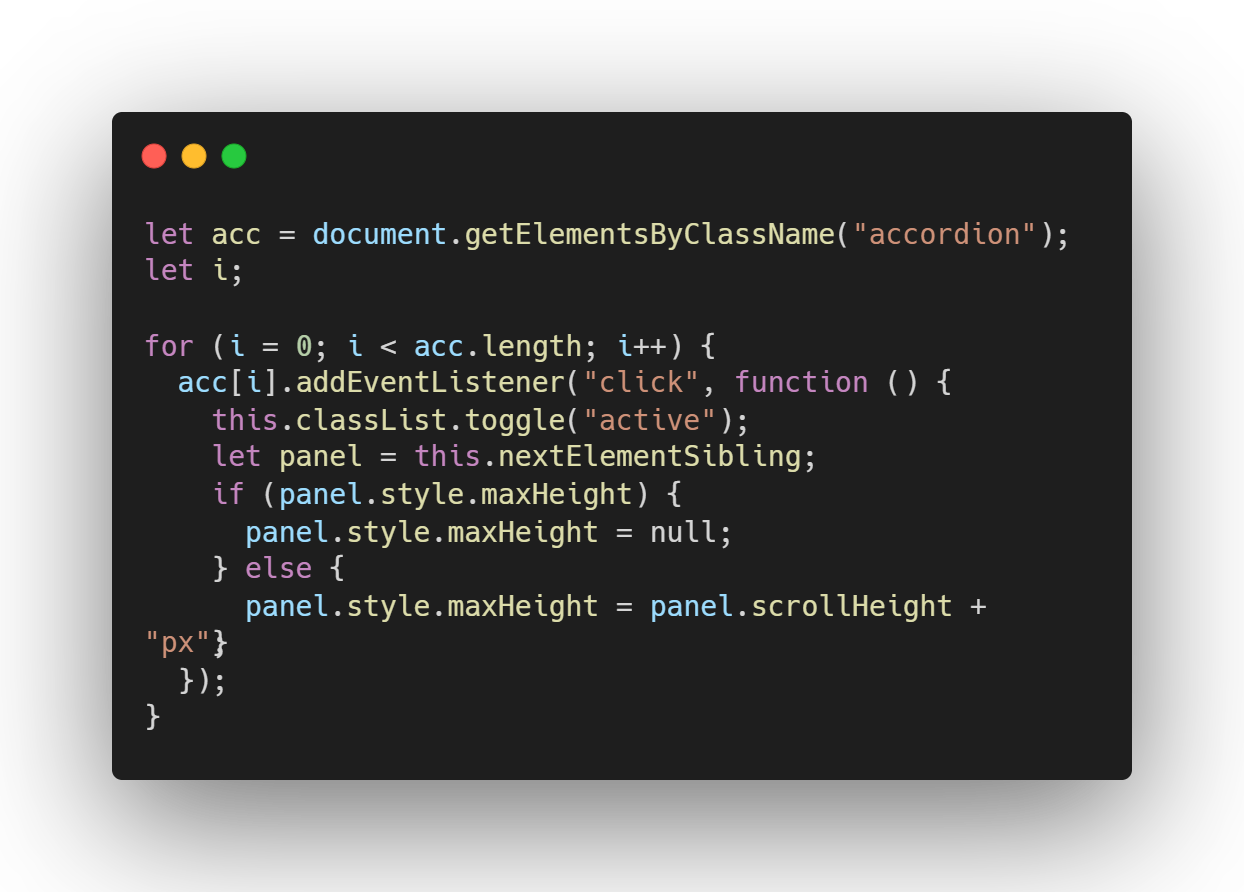 let acc = document.getElementsByClassName("accordion");
let i;

for (i = 0; i < acc.length; i++) {
  acc[i].addEventListener("click", function () {
    this.classList.toggle("active");
    let panel = this.nextElementSibling;
    if (panel.style.maxHeight) {
      panel.style.maxHeight = null;
    } else {
      panel.style.maxHeight = panel.scrollHeight +
"px";}
  });
}